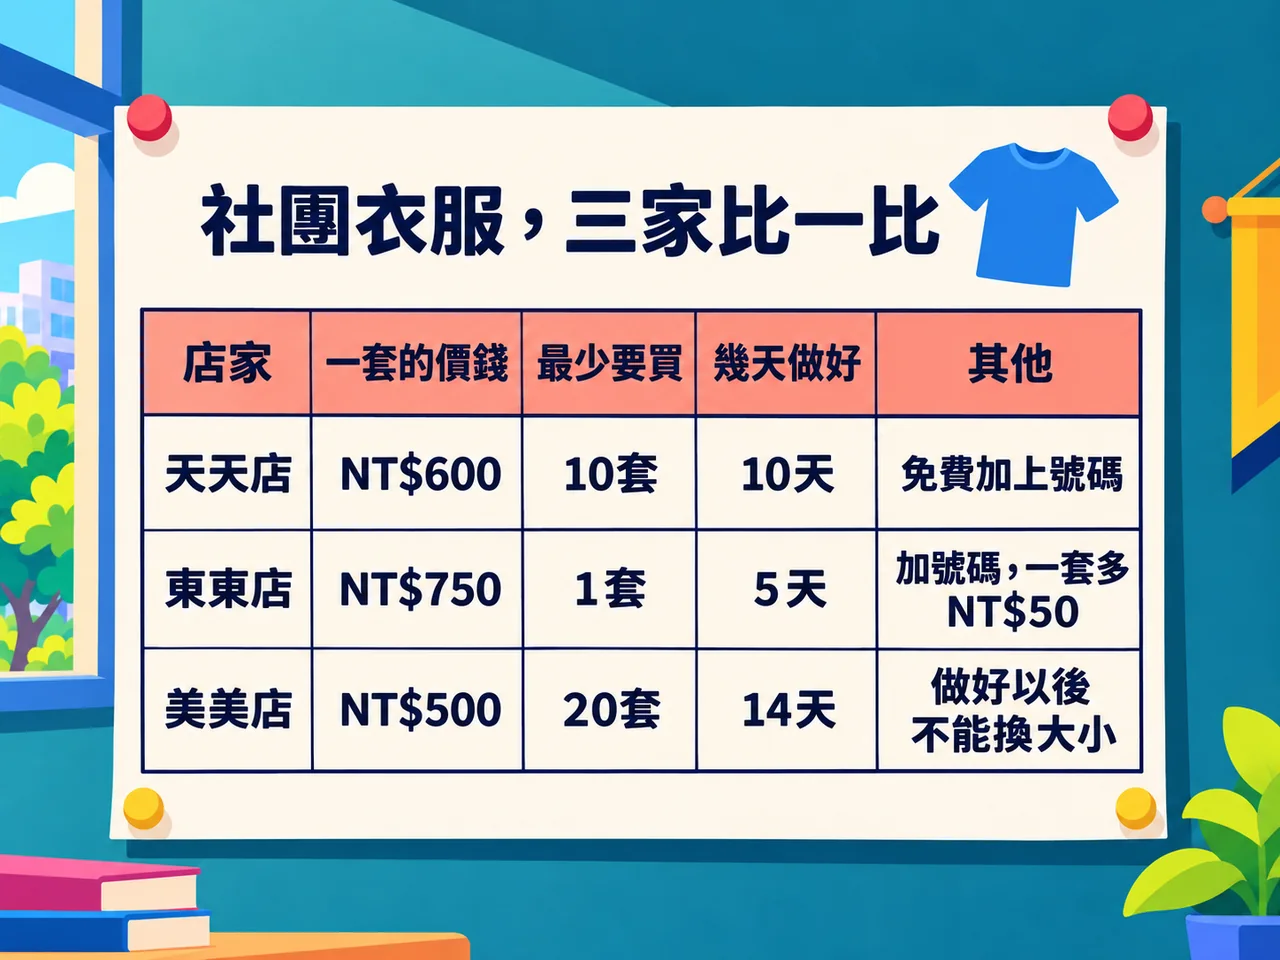 社團衣服，三家比一比
店家 一套的價錢 最少要買 幾天做好 其他
天天店 NT$600 10套 10天 免費加上號碼
東東店 NT$750 1套 5天 加號碼，一套多
NT$50
美美店 NT$500 20套 14天 做好以後
不能換大小